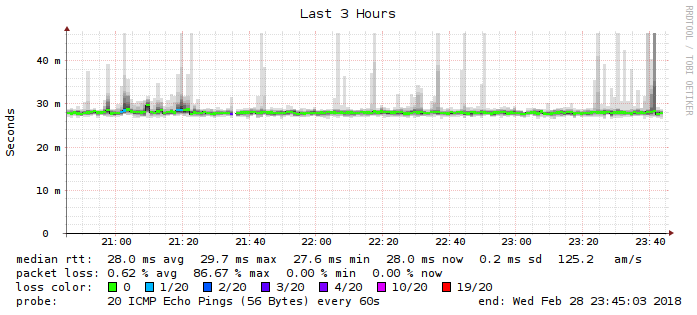 Last 3 Hours
RRDTOOL / TOBI OETIKER
Seconds
40 m
30 m
20 m
10 m
0
21:00 21:20 21:40 22:00 22:20 22:40 23:00 23:20 23:40
median rtt: 28.0 ms avg 29.7 ms max 27.6 ms min 28.0 ms now 0.2 ms sd 125.2 am/s
packet loss: 0.62 % avg 86.67 % max 0.00 % min 0.00 % now
loss color: 0 1/20 2/20 3/20 4/20 10/20 19/20
probe: 20 ICMP Echo Pings (56 Bytes) every 60s end: Wed Feb 28 23:45:03 2018